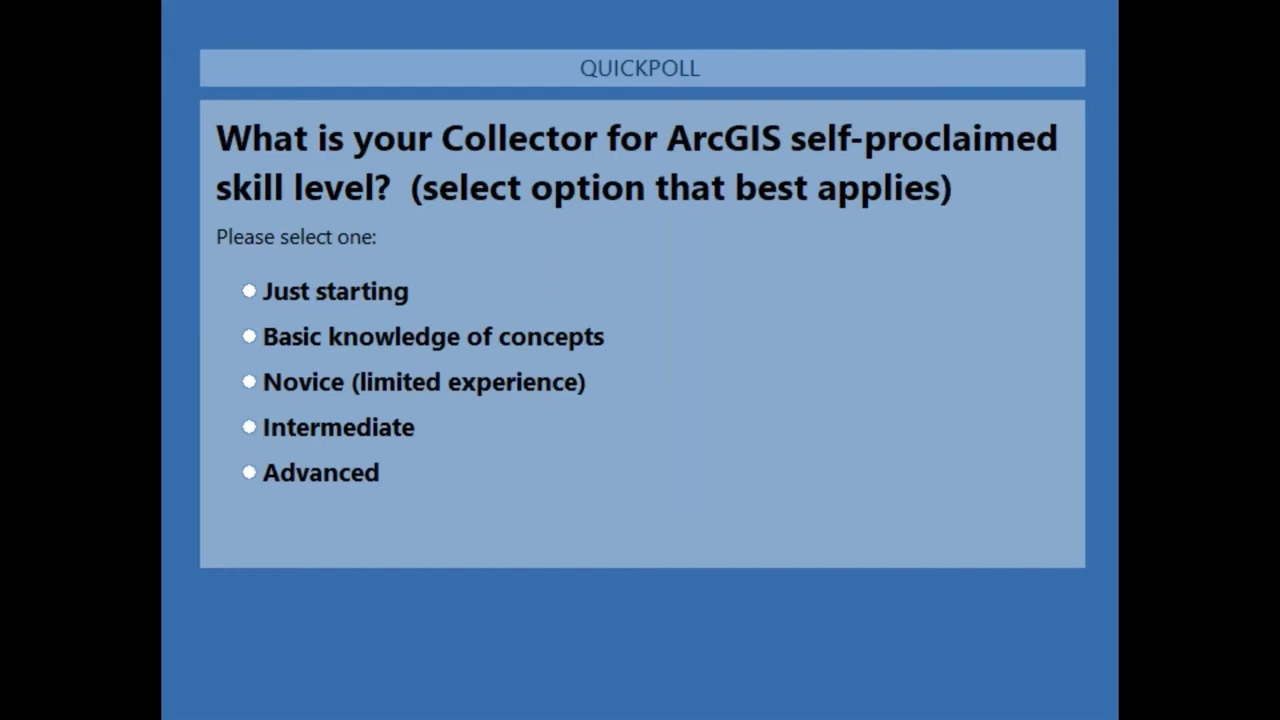 QUICKPOLL
What is your Collector for ArcGIS self-proclaimed
skill level?  (select option that best applies)
Please select one:
Just starting
Basic knowledge of concepts
Novice (limited experience)
Intermediate
Advanced